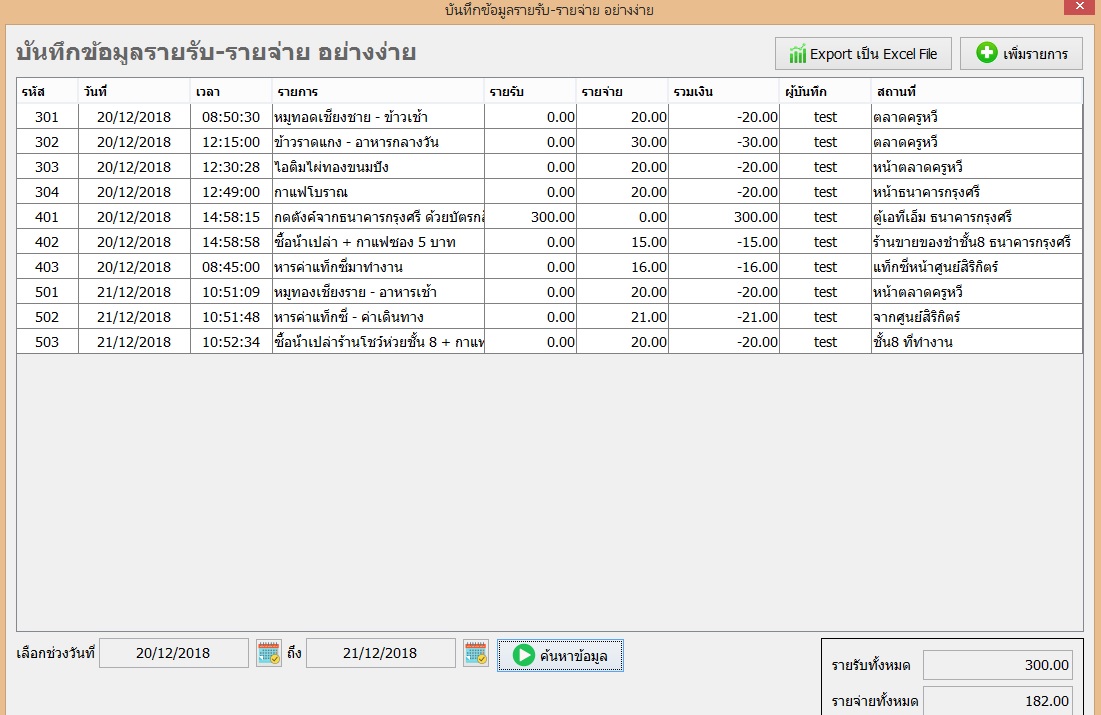 บันทึกข้อมูลรายรับ-รายจ่าย อย่างง่าย
บันทึกข้อมูลรายรับ-รายจ่าย อย่างง่าย
Export เป็น Excel File
เพิ่มรายการ
รหัส วันที่ เวลา รายการ รายรับ รายจ่าย รวมเงิน ผู้บันทึก สถานที่
301 20/12/2018 08:50:30 หมูทอดเชียงชาย - ข้าวเช้า 0.00 20.00 -20.00 test ตลาดครูหวี
302 20/12/2018 12:15:00 ข้าวราดแกง - อาหารกลางวัน 0.00 30.00 -30.00 test ตลาดครูหวี
303 20/12/2018 12:30:28 ไอติมไผ่ทองขนมปัง 0.00 20.00 -20.00 test หน้าตลาดครูหวี
304 20/12/2018 12:49:00 กาแฟโบราณ 0.00 20.00 -20.00 test หน้าธนาคารกรุงศรี
401 20/12/2018 14:58:15 กดตังค์จากธนาคารกรุงศรี ด้วยบัตรกส 300.00 0.00 300.00 test ตู้เอทีเอ็ม ธนาคารกรุงศรี
402 20/12/2018 14:58:58 ซื้อน้ำเปล่า + กาแฟซอง 5 บาท 0.00 15.00 -15.00 test ร้านขายของชำชั้น8 ธนาคารกรุงศรี
403 20/12/2018 08:45:00 หารค่าแท็กซี่มาทำงาน 0.00 16.00 -16.00 test แท็กซี่หน้าศูนย์สิริกิตร์
501 21/12/2018 10:51:09 หมูทองเชียงราย - อาหารเช้า 0.00 20.00 -20.00 test หน้าตลาดครูหวี
502 21/12/2018 10:51:48 หารค่าแท็กซี่ - ค่าเดินทาง 0.00 21.00 -21.00 test จากศูนย์สิริกิตร์
503 21/12/2018 10:52:34 ซื้อน้ำเปล่าร้านโชว์ห่วยชั้น 8 + กาแฟ 0.00 20.00 -20.00 test ชั้น8 ที่ทำงาน
เลือกช่วงวันที่ 20/12/2018 ถึง 21/12/2018 ค้นหาข้อมูล
รายรับทั้งหมด 300.00
รายจ่ายทั้งหมด 182.00